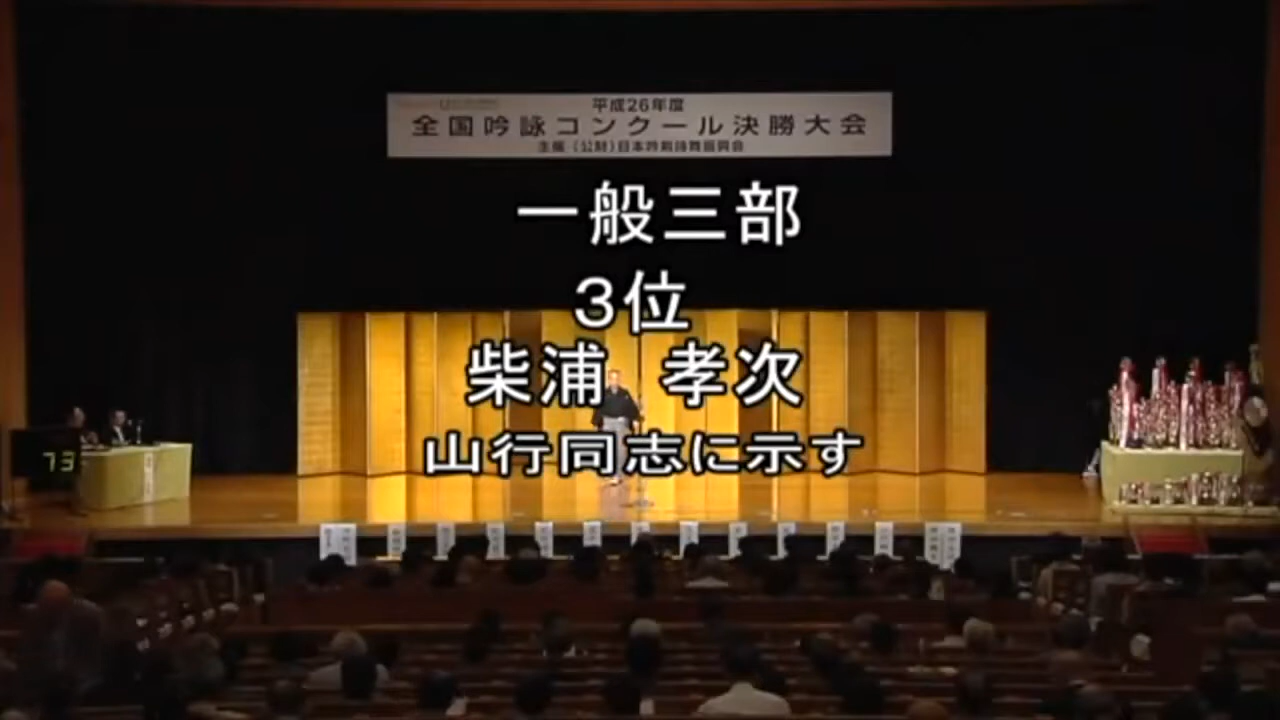 平成26年度
全国吟詠コンクール決勝大会
主催（公財）日本吟剣詩舞振興会
一般三部
3位
柴浦 孝次
山行同志に示す
73